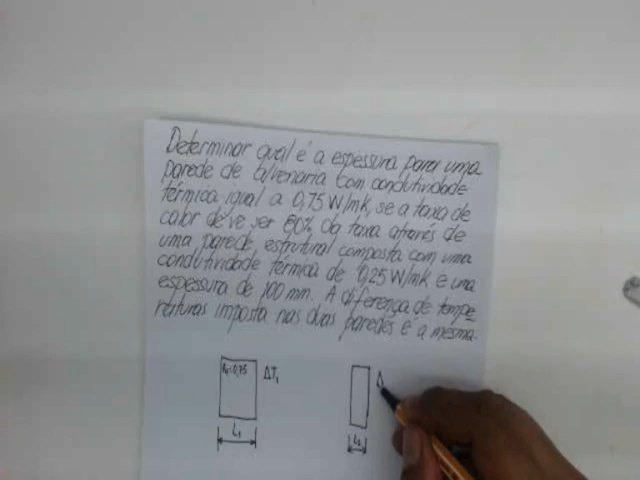 Determinar qual é a espessura para uma
parede de alvenaria com condutividade
térmica igual a 0,75 W/mk, se a taxa de
calor deve ser 80% da taxa através de
uma parede estrutural composta com uma
condutividade térmica de 0,25 W/mk e uma
espessura de 100 mm. A diferença de tempe
raturas imposta nas duas paredes é a mesma.
K₁=0,75 ΔT₁ Δ
L₁ L₂